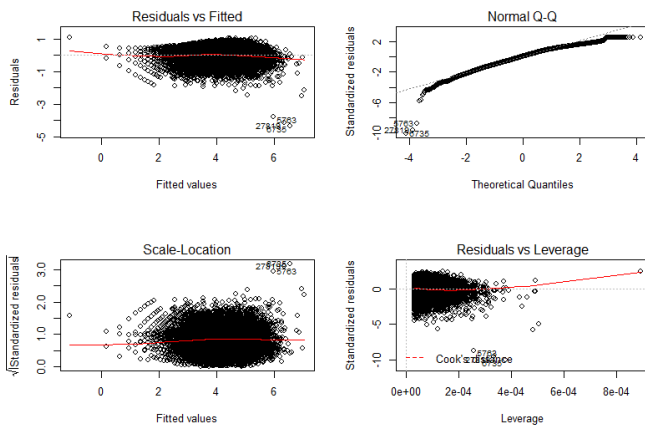 Residuals vs Fitted
Residuals
1
-1
-3
-5
5763
0 2 4 6
Fitted values
Normal Q-Q
Standardized residuals
2
-2
-6
-10
5763
-4 -2 0 2 4
Theoretical Quantiles
Scale-Location
√|Standardized residuals|
3.0
2.0
1.0
0.0
5763
0 2 4 6
Fitted values
Residuals vs Leverage
Standardized residuals
0
-5
-10
5763
Cook's distance
0e+00 2e-04 4e-04 6e-04 8e-04
Leverage